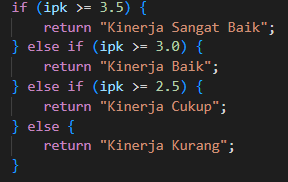 if (ipk >= 3.5) {
    return "Kinerja Sangat Baik";
} else if (ipk >= 3.0) {
    return "Kinerja Baik";
} else if (ipk >= 2.5) {
    return "Kinerja Cukup";
} else {
    return "Kinerja Kurang";
}